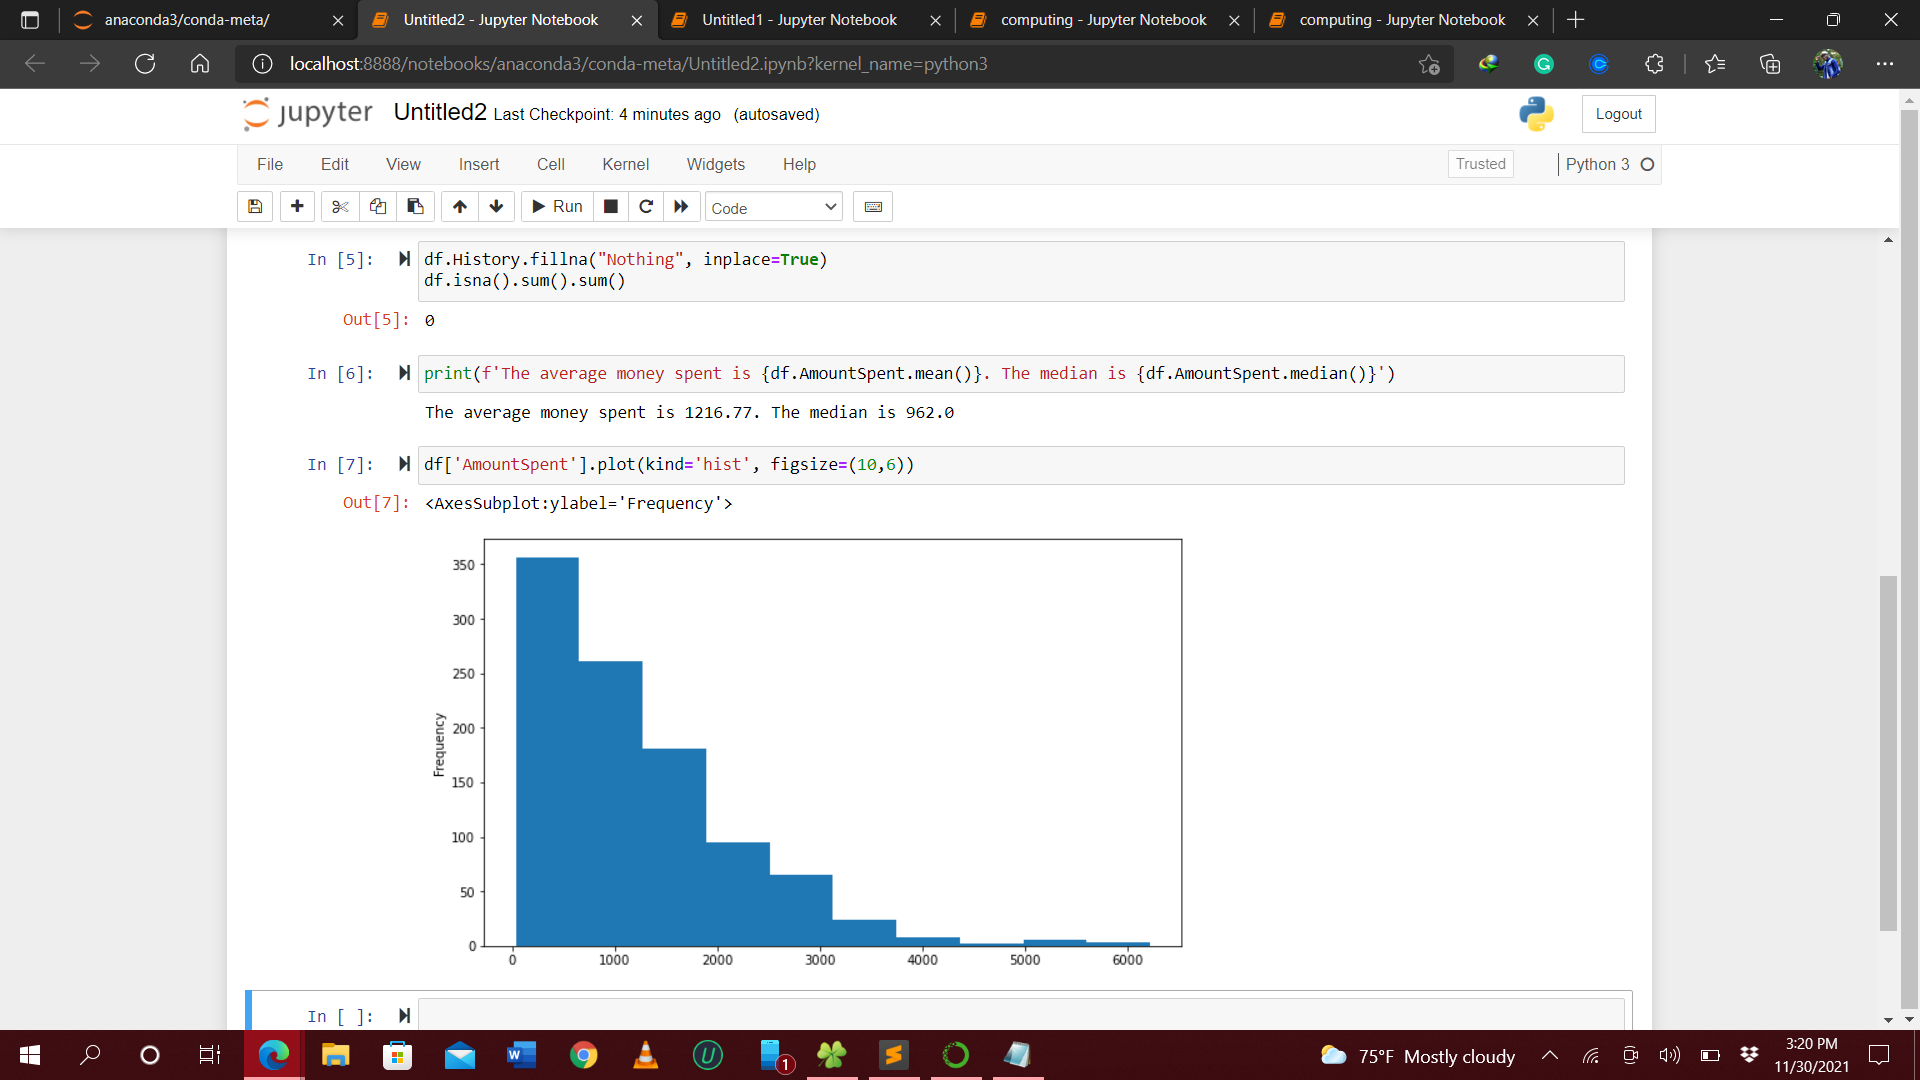 anaconda3/conda-meta/
Untitled2 - Jupyter Notebook
Untitled1 - Jupyter Notebook
computing - Jupyter Notebook
computing - Jupyter Notebook
localhost:8888/notebooks/anaconda3/conda-meta/Untitled2.ipynb?kernel_name=python3
jupyter Untitled2 Last Checkpoint: 4 minutes ago (autosaved)
Logout
File Edit View Insert Cell Kernel Widgets Help
Trusted
Python 3
Run
Code
In [5]:
df.History.fillna("Nothing", inplace=True)
df.isna().sum().sum()
Out[5]: 0
In [6]:
print(f'The average money spent is {df.AmountSpent.mean()}. The median is {df.AmountSpent.median()}')
The average money spent is 1216.77. The median is 962.0
In [7]:
df['AmountSpent'].plot(kind='hist', figsize=(10,6))
Out[7]: <AxesSubplot:ylabel='Frequency'>
350
300
250
200
150
100
50
0
Frequency
0 1000 2000 3000 4000 5000 6000
In [ ]:
1
75°F Mostly cloudy
3:20 PM
11/30/2021